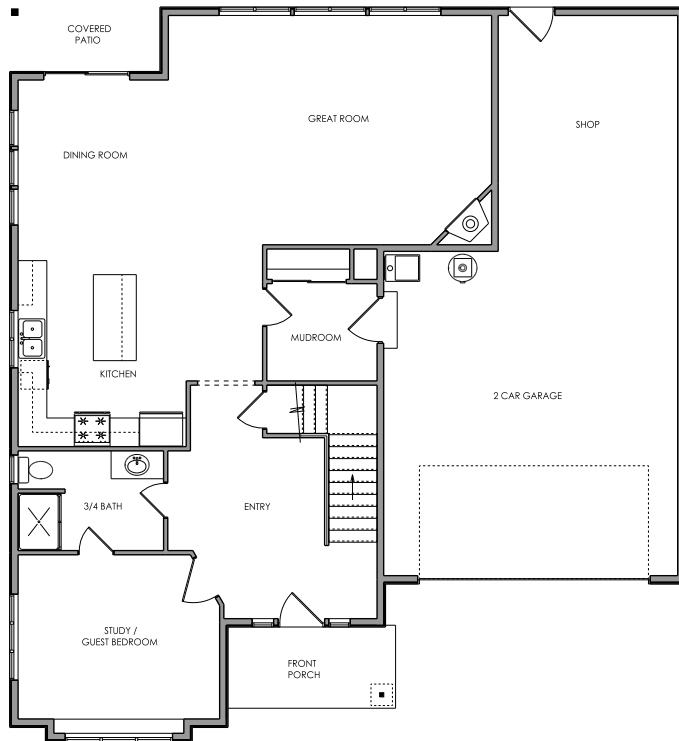 COVERED
PATIO
GREAT ROOM
SHOP
DINING ROOM
MUDROOM
KITCHEN
2 CAR GARAGE
3/4 BATH
ENTRY
STUDY /
GUEST BEDROOM
FRONT
PORCH